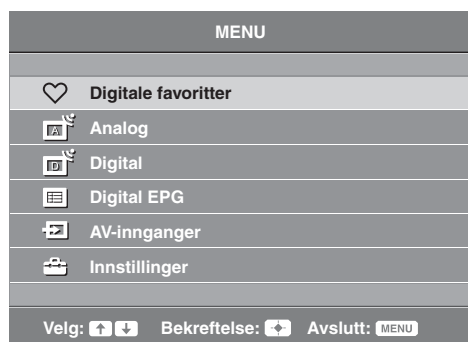 MENU
Digitale favoritter
A Analog
D Digital
Digital EPG
AV-innganger
Innstillinger
Velg: Bekreftelse: Avslutt: MENU